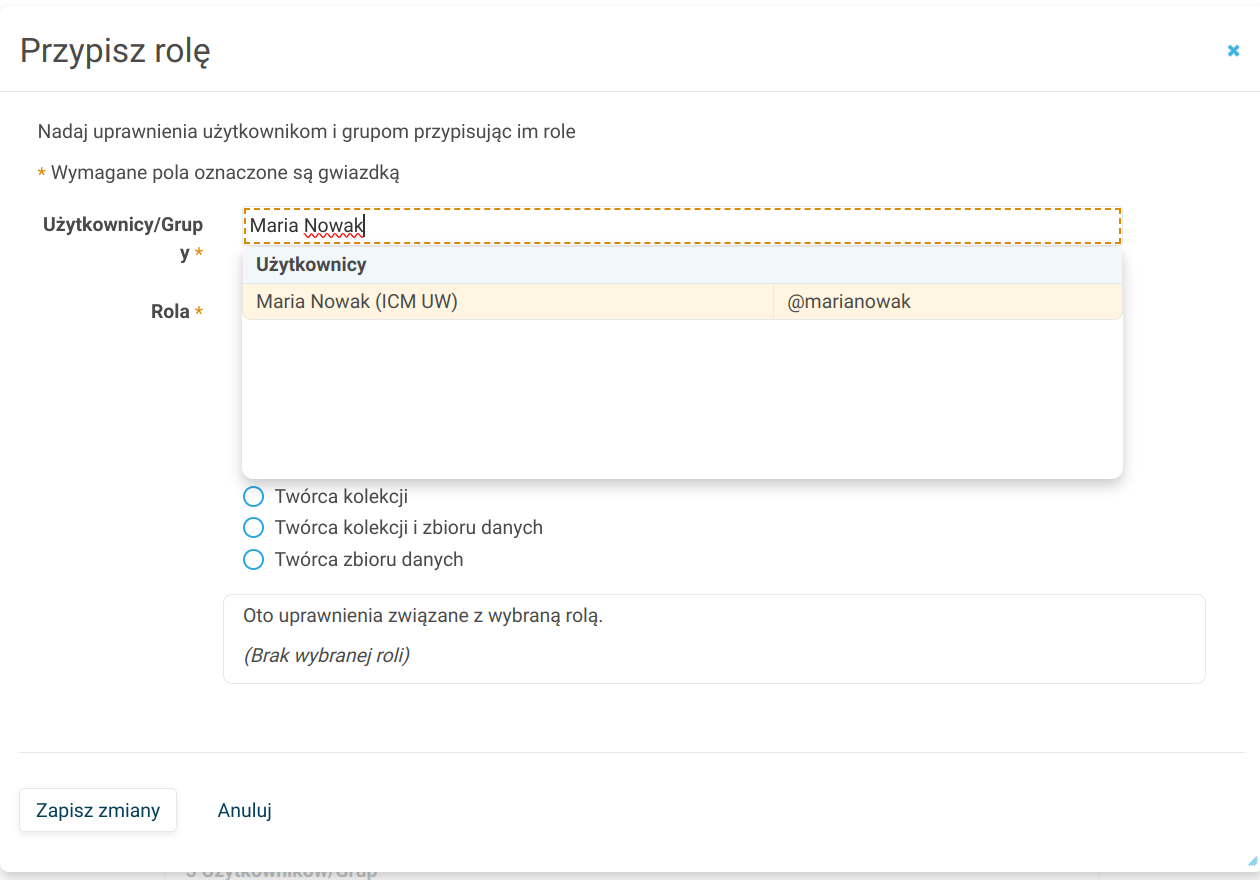 Przypisz rolę
Nadaj uprawnienia użytkownikom i grupom przypisując im role
* Wymagane pola oznaczone są gwiazdką
Użytkownicy/Grup
y *
Maria Nowak
Użytkownicy
Maria Nowak (ICM UW) @marianowak
Rola *
Twórca kolekcji
Twórca kolekcji i zbioru danych
Twórca zbioru danych
Oto uprawnienia związane z wybraną rolą.
(Brak wybranej roli)
Zapisz zmiany Anuluj